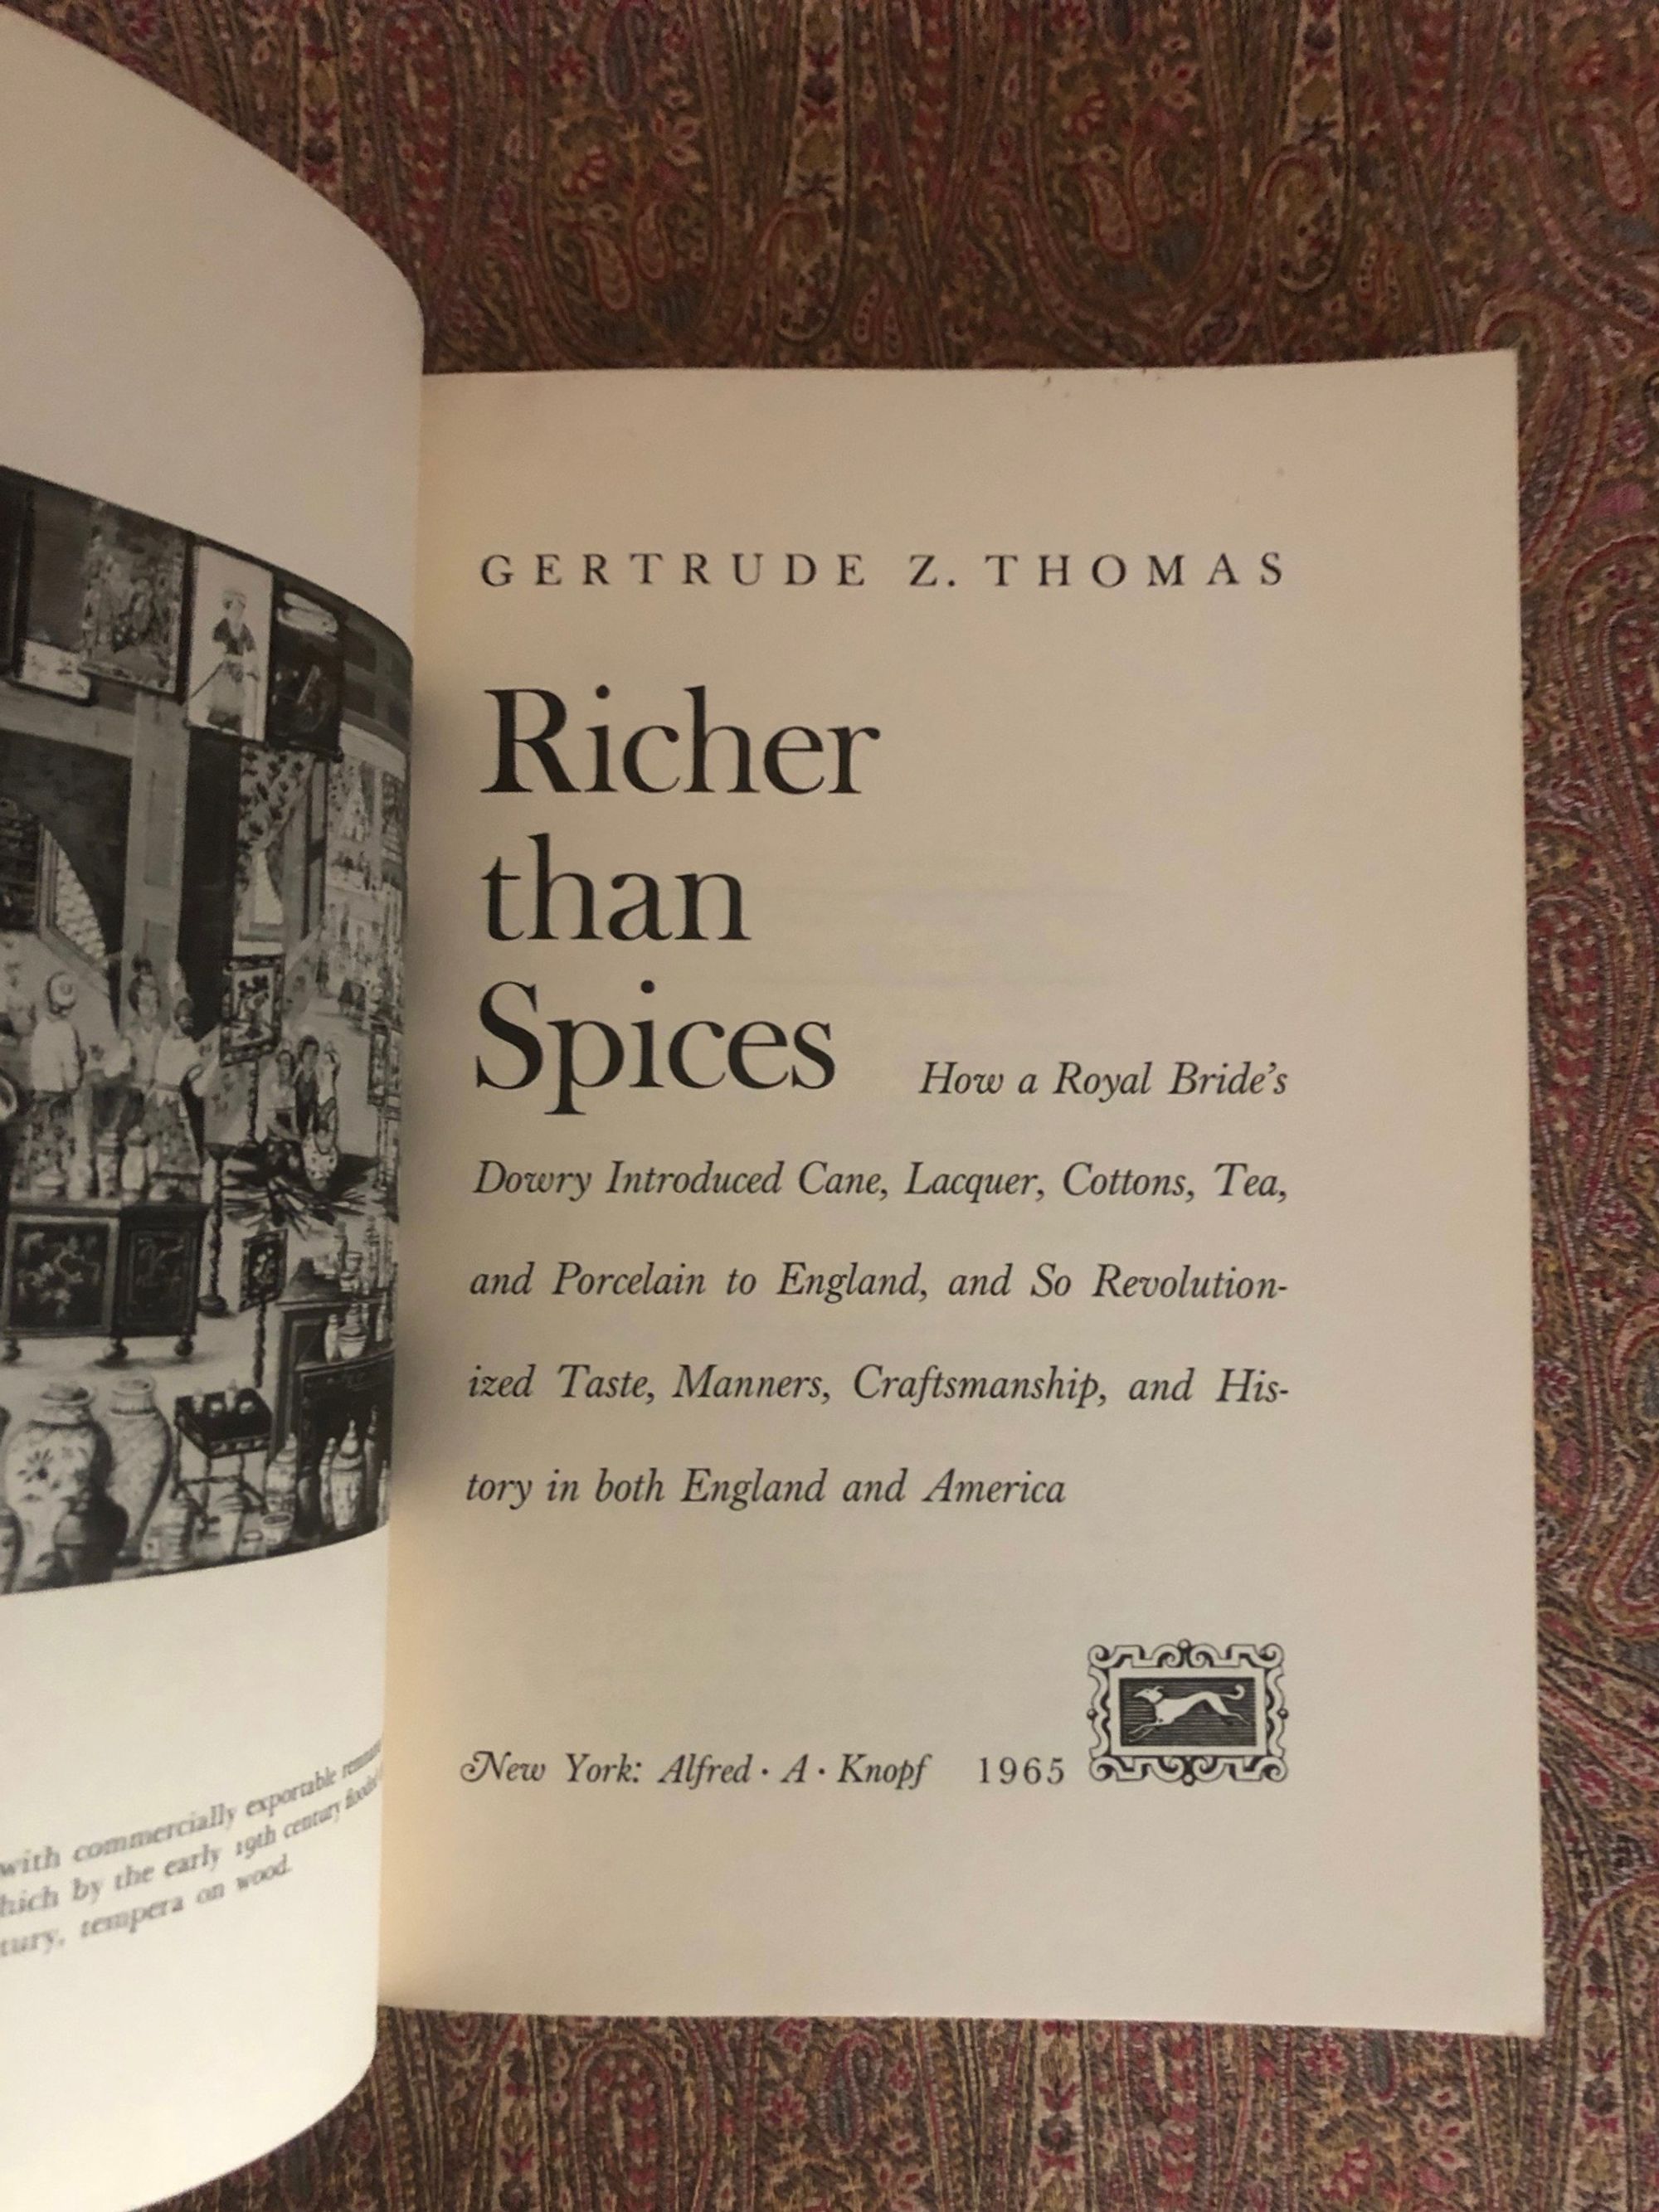 GERTRUDE Z. THOMAS
Richer
than
Spices
How a Royal Bride's
Dowry Introduced Cane, Lacquer, Cottons, Tea,
and Porcelain to England, and So Revolution-
ized Taste, Manners, Craftsmanship, and His-
tory in both England and America
New York: Alfred · A · Knopf 1965
with commercially exportable
by the early 19th century
tempera on wood.